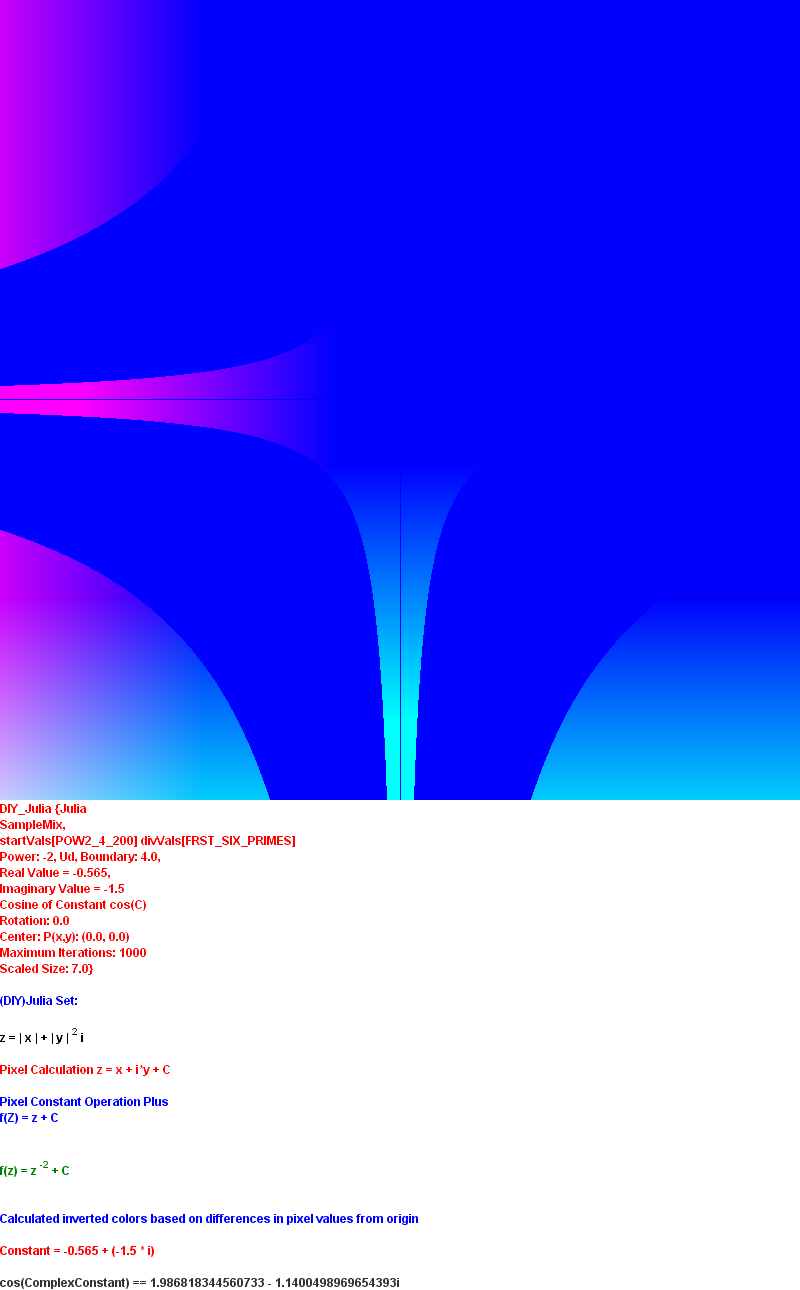 DIY_Julia {Julia
SampleMix,
startVals[POW2_4_200] divVals[FRST_SIX_PRIMES]
Power: -2, Ud, Boundary: 4.0,
Real Value = -0.565,
Imaginary Value = -1.5
Cosine of Constant cos(C)
Rotation: 0.0
Center: P(x,y): (0.0, 0.0)
Maximum Iterations: 1000
Scaled Size: 7.0}
(DIY)Julia Set:
z = | x | + | y | ² i
Pixel Calculation z = x + i*y + C
Pixel Constant Operation Plus
f(Z) = z + C
f(z) = z ⁻² + C
Calculated inverted colors based on differences in pixel values from origin
Constant = -0.565 + (-1.5 * i)
cos(ComplexConstant) == 1.986818344560733 - 1.1400498969654393i